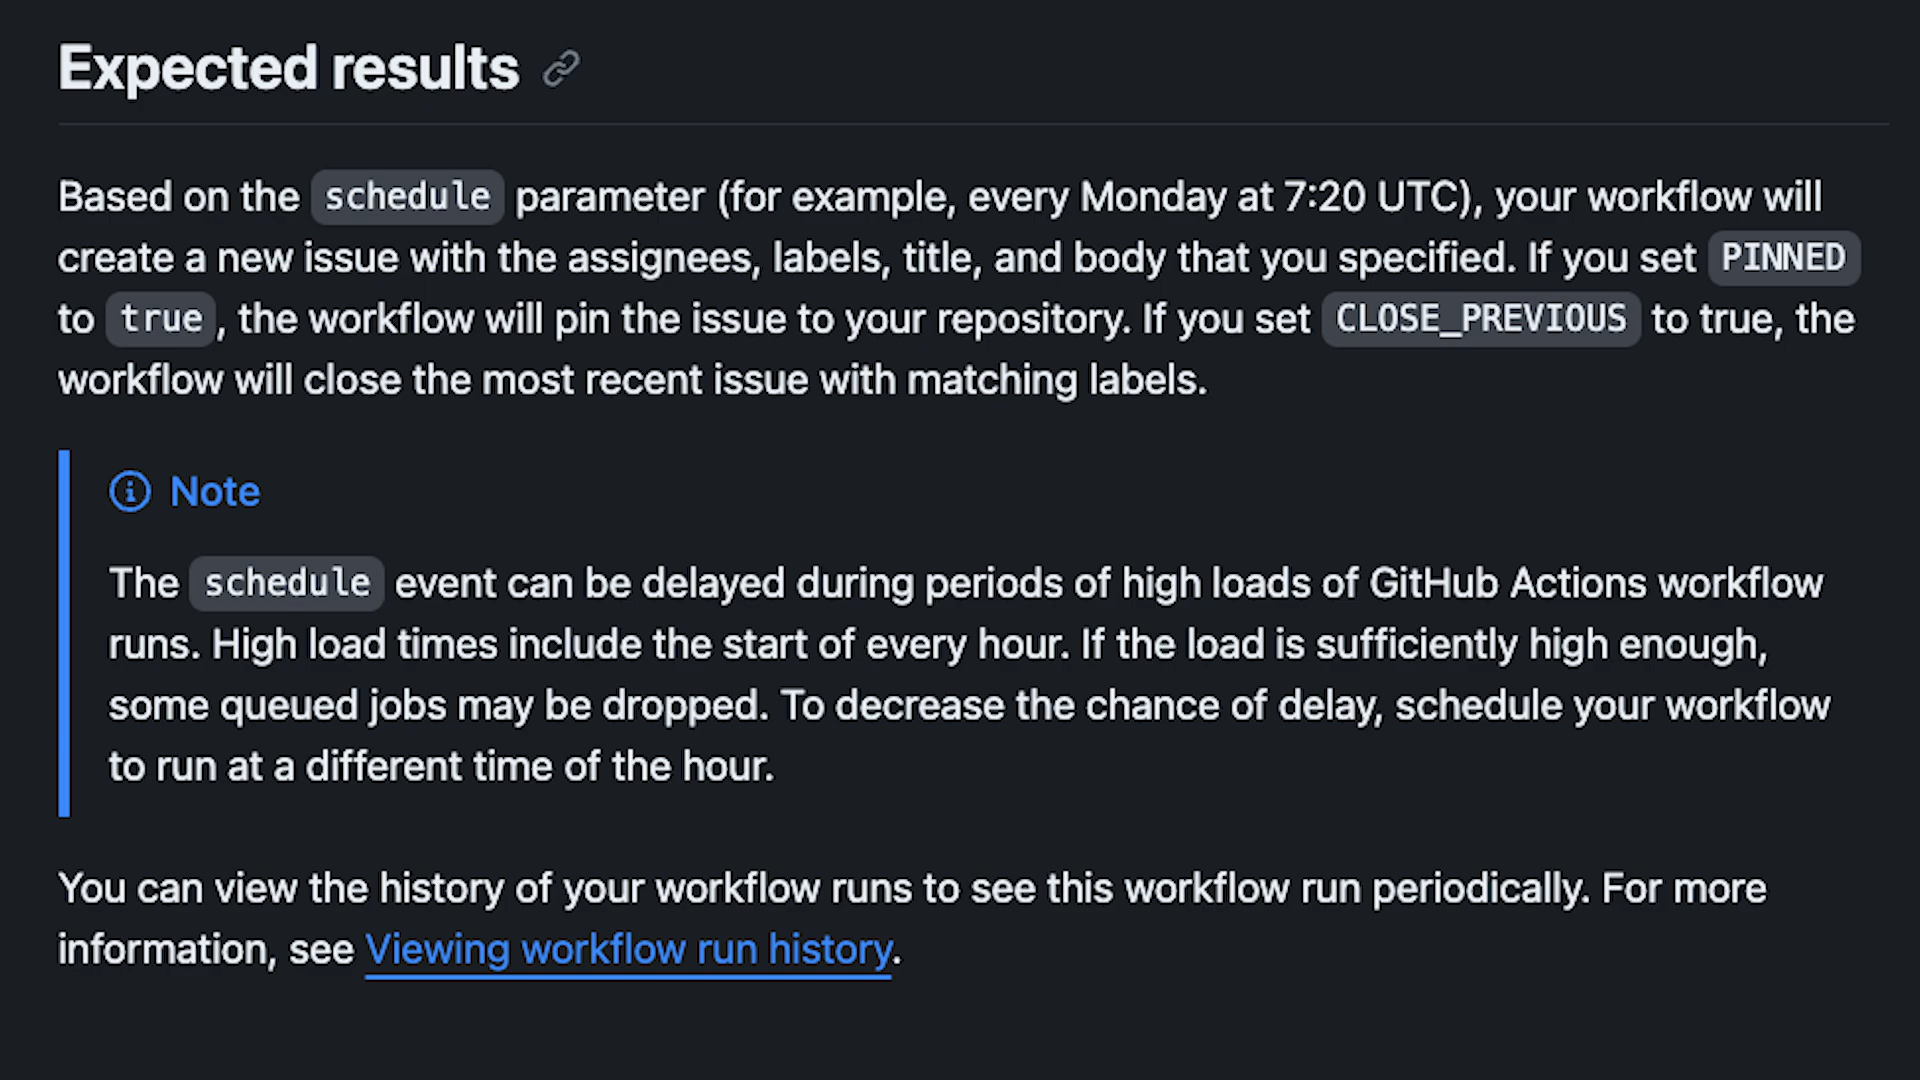 Expected results
Based on the schedule parameter (for example, every Monday at 7:20 UTC), your workflow will
create a new issue with the assignees, labels, title, and body that you specified. If you set PINNED
to true, the workflow will pin the issue to your repository. If you set CLOSE_PREVIOUS to true, the
workflow will close the most recent issue with matching labels.
Note
The schedule event can be delayed during periods of high loads of GitHub Actions workflow
runs. High load times include the start of every hour. If the load is sufficiently high enough,
some queued jobs may be dropped. To decrease the chance of delay, schedule your workflow
to run at a different time of the hour.
You can view the history of your workflow runs to see this workflow run periodically. For more
information, see Viewing workflow run history.